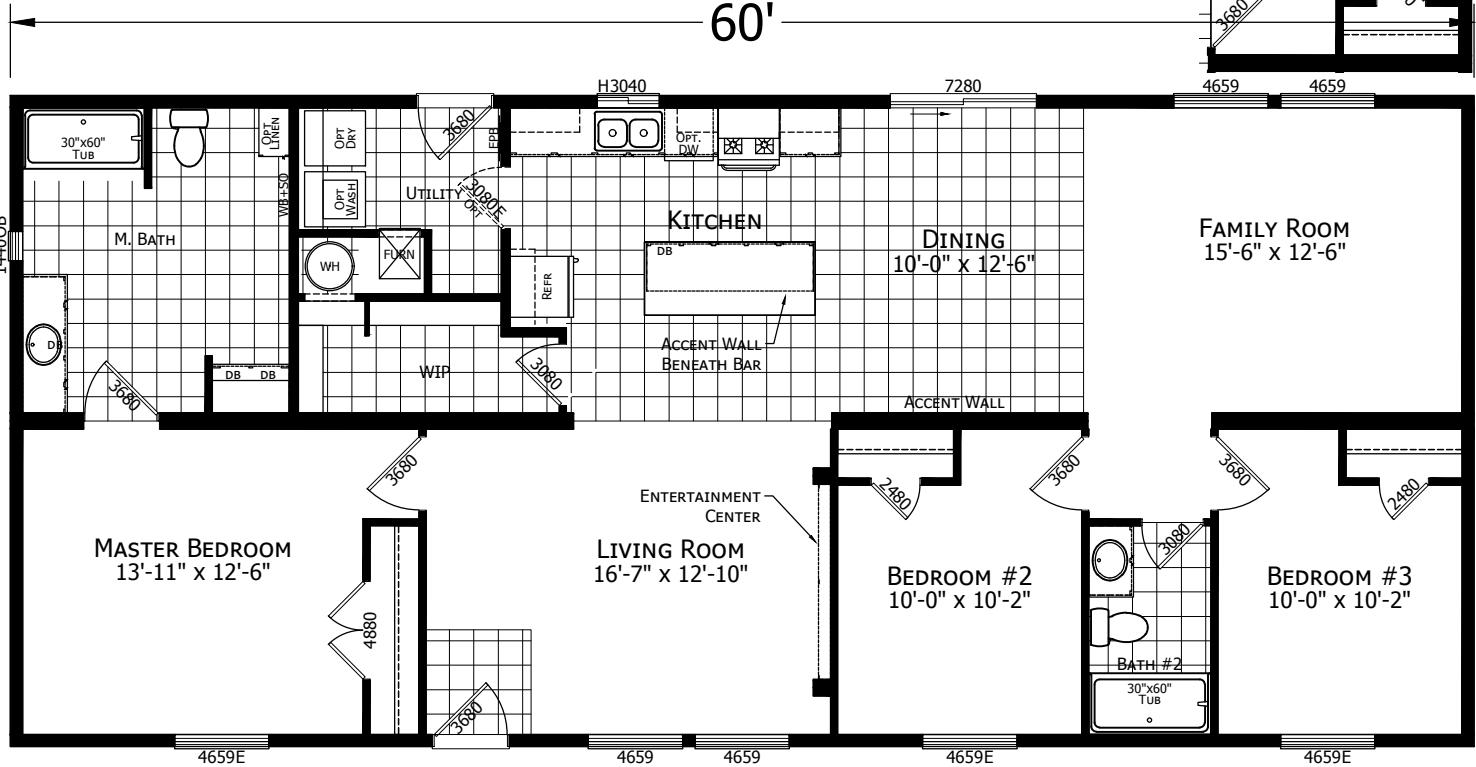 60'
3680
H3040
7280
4659
4659
30"x60"
TUB
OPT.
LINEN
OPT
DRY
3680
EPB
OPT.
DW
WB+SO
OPT
WASH
UTILITY
3080E
OPT
KITCHEN
M. BATH
DINING
10'-0" X 12'-6"
FAMILY ROOM
15'-6" X 12'-6"
DB
WH
FURN
REFR
DB
ACCENT WALL
BENEATH BAR
WIP
3080
DB DB
3680
ACCENT WALL
3680
3680
3680
2480
2480
ENTERTAINMENT
CENTER
MASTER BEDROOM
13'-11" X 12'-6"
LIVING ROOM
16'-7" X 12'-10"
3080
BEDROOM #2
10'-0" X 10'-2"
BEDROOM #3
10'-0" X 10'-2"
4880
BATH #2
30"x60"
TUB
3680
4659E
4659
4659
4659E
4659E